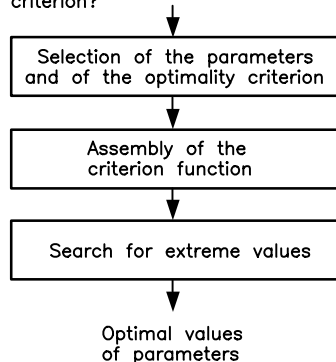 criterion?
Selection of the parameters
and of the optimality criterion
Assembly of the
criterion function
Search for extreme values
Optimal values
of parameters